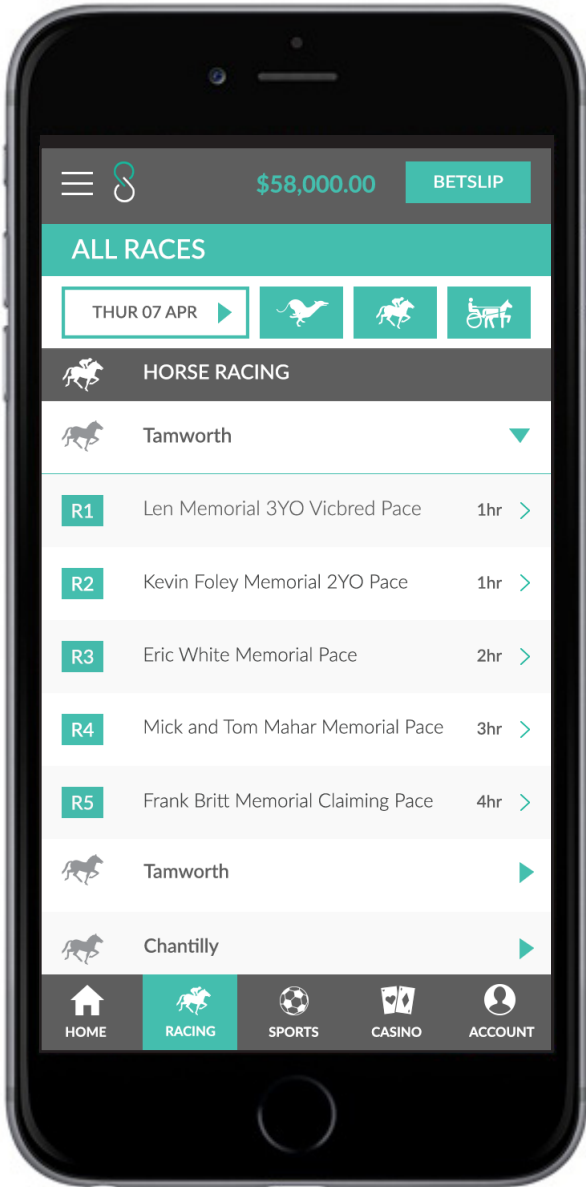 $58,000.00 BETSLIP
ALL RACES
THUR 07 APR
HORSE RACING
Tamworth
R1 Len Memorial 3YO Vicbred Pace 1hr
R2 Kevin Foley Memorial 2YO Pace 1hr
R3 Eric White Memorial Pace 2hr
R4 Mick and Tom Mahar Memorial Pace 3hr
R5 Frank Britt Memorial Claiming Pace 4hr
Tamworth
Chantilly
HOME RACING SPORTS CASINO ACCOUNT